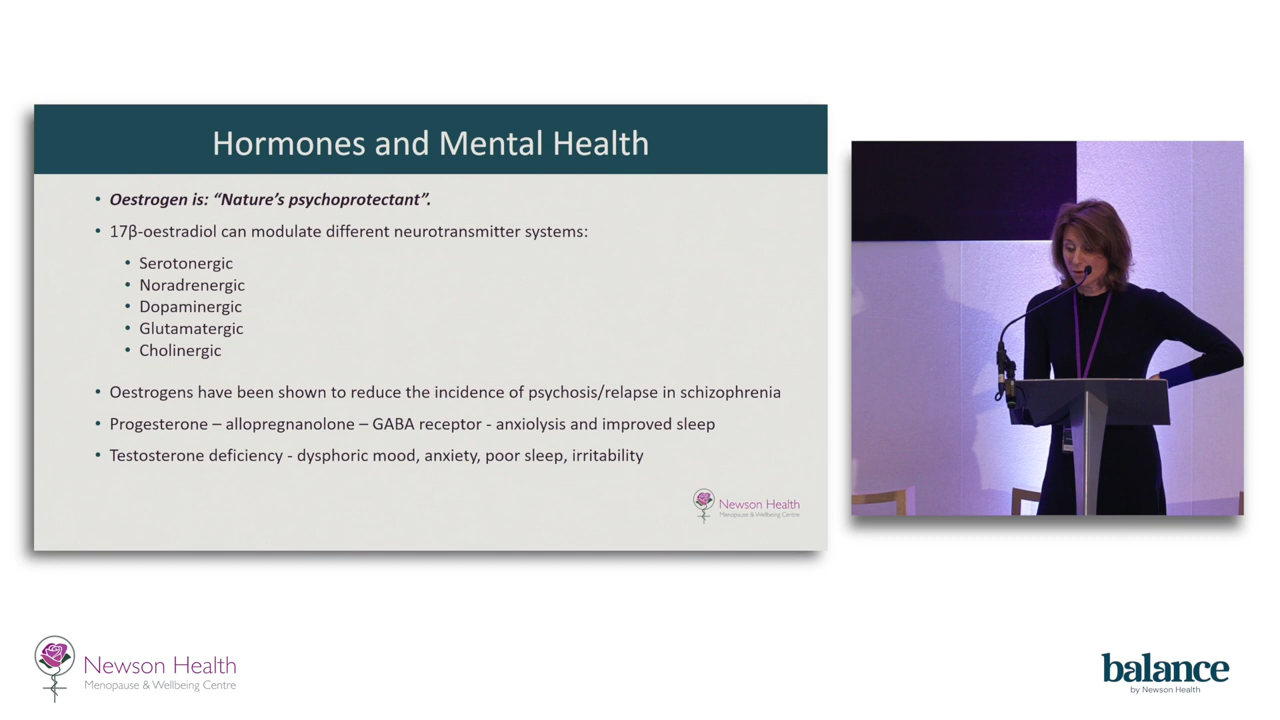 Hormones and Mental Health
• Oestrogen is: “Nature’s psychoprotectant”.
• 17β-oestradiol can modulate different neurotransmitter systems:
• Serotonergic
• Noradrenergic
• Dopaminergic
• Glutamatergic
• Cholinergic
• Oestrogens have been shown to reduce the incidence of psychosis/relapse in schizophrenia
• Progesterone – allopregnanolone – GABA receptor - anxiolysis and improved sleep
• Testosterone deficiency - dysphoric mood, anxiety, poor sleep, irritability
Newson Health
Menopause & Wellbeing Centre
Newson Health
Menopause & Wellbeing Centre
balance
by Newson Health